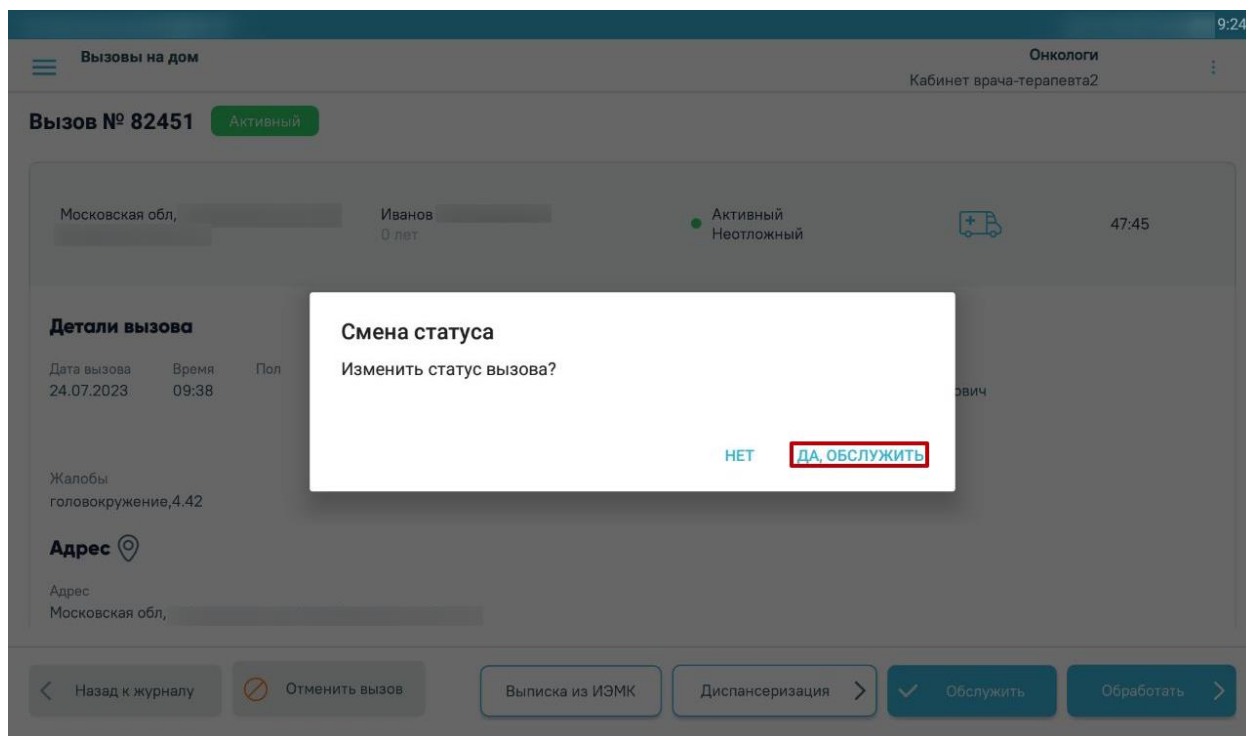 9:24
Вызовы на дом
Онкологи
Кабинет врача-терапевта2
Вызов № 82451
Активный
Московская обл,
Иванов
0 лет
Активный
Неотложный
47:45
Детали вызова
Дата вызова Время Пол
24.07.2023 09:38
ович
Смена статуса
Изменить статус вызова?
НЕТ
ДА, ОБСЛУЖИТЬ
Жалобы
головокружение,4.42
Адрес
Адрес
Московская обл,
Назад к журналу
Отменить вызов
Выписка из ИЭМК
Диспансеризация
Обслужить
Обработать